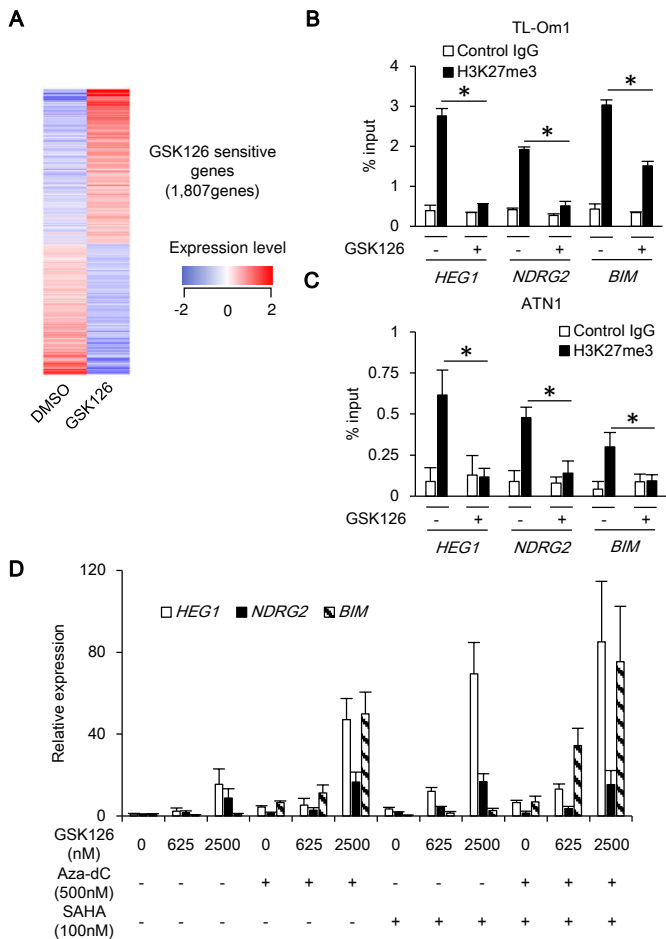 A
GSK126 sensitive
genes
(1,807genes)
Expression level
-2 0 2
DMSO
GSK126
B
TL-Om1
Control IgG
H3K27me3
% input
4
3
2
1
0
* * *
GSK126 - + - + - +
HEG1 NDRG2 BIM
C
ATN1
Control IgG
H3K27me3
% input
1
0.75
0.5
0.25
0
* * *
GSK126 - + - + - +
HEG1 NDRG2 BIM
D
Relative expression
120
80
40
0
HEG1 NDRG2 BIM
GSK126
(nM) 0 625 2500 0 625 2500 0 625 2500 0 625 2500
Aza-dC
(500nM) - - - + + + - - - + + +
SAHA
(100nM) - - - - - - + + + + + +